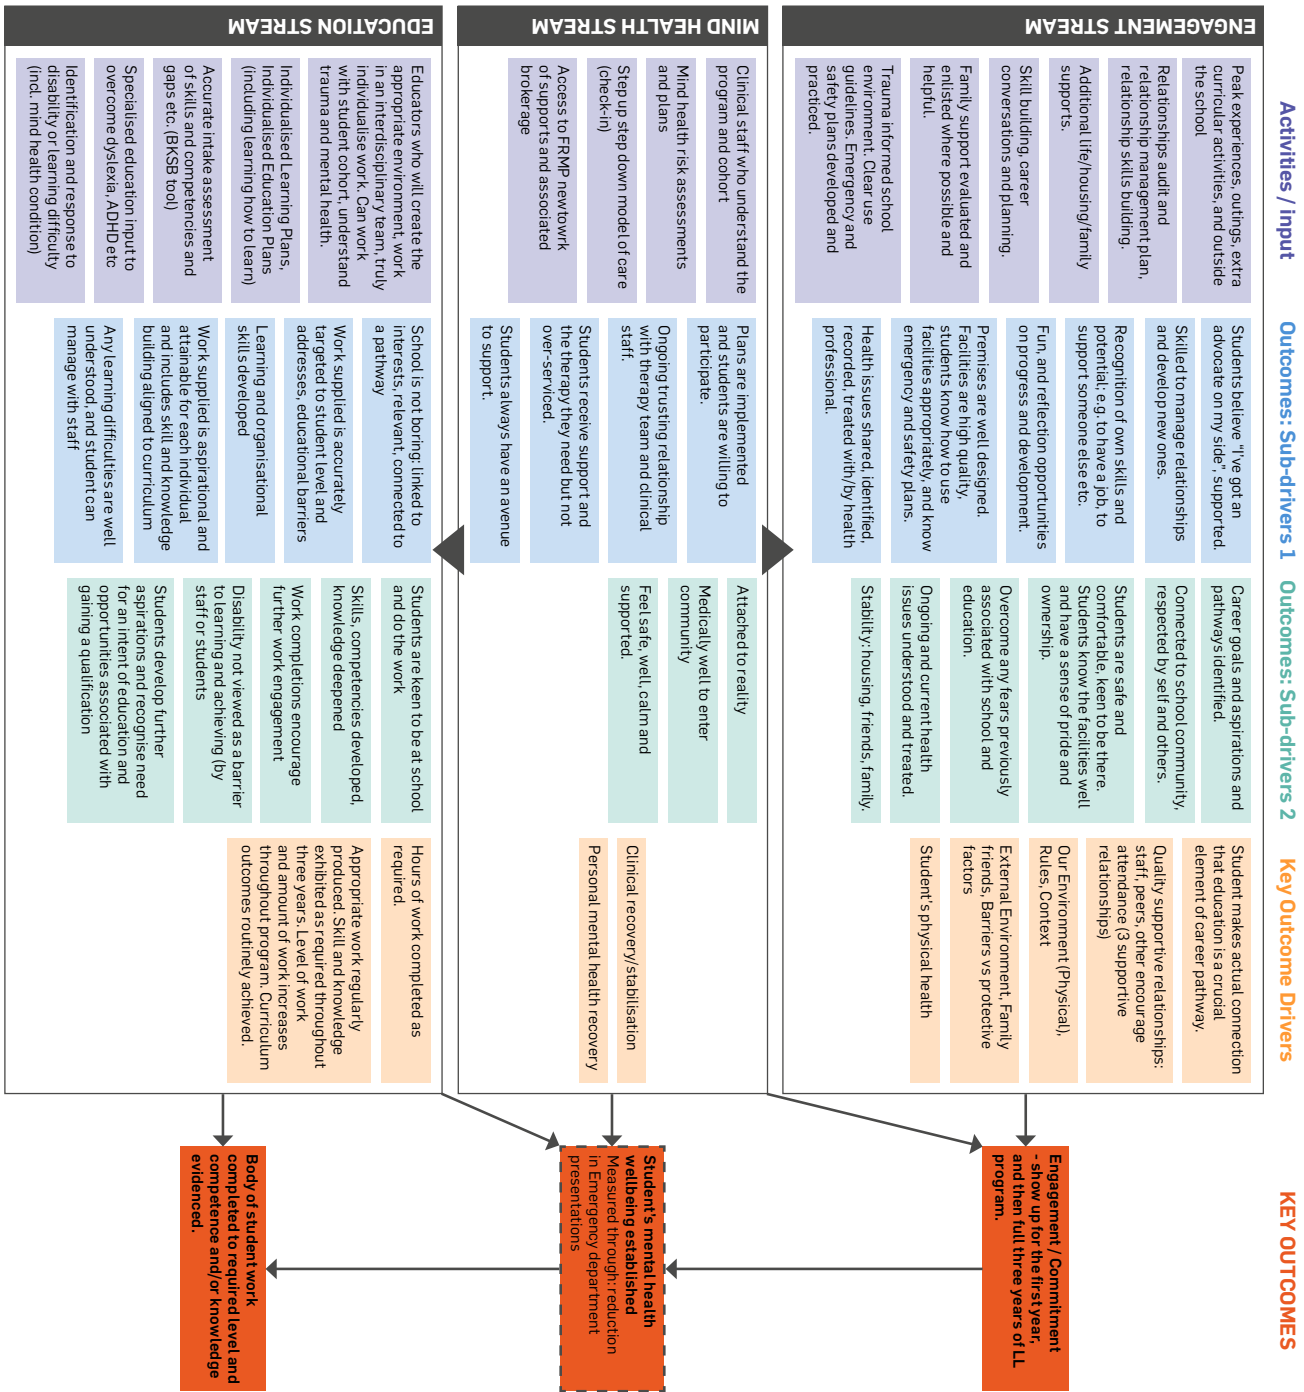 Activities / input
Outcomes: Sub-drivers 1
Outcomes: Sub-drivers 2
Key Outcome Drivers
KEY OUTCOMES
ENGAGEMENT STREAM
Peak experiences, outings, extra
curricular activities, and outside
the school
Relationships audit and
relationship management plan,
relationship skills building.
Additional life/housing/family
supports.
Skill building, career
conversations and planning.
Family support evaluated and
enlisted where possible and
helpful.
Trauma informed school
environment. Clear use
guidelines. Emergency and
safety plans developed and
practiced.
Students believe "I've got an
advocate on my side", supported.
Skilled to manage relationships
and develop new ones.
Recognition of own skills and
potential: e.g. to have a job, to
support someone else etc.
Fun, and reflection opportunities
on progress and development.
Premises are well designed.
Facilities are high quality,
students know how to use
facilities appropriately, and know
emergency and safety plans.
Health issues shared, identified,
recorded, treated with/by health
professional.
Career goals and aspirations and
pathways identified.
Connected to school community,
respected by self and others.
Students are safe and
comfortable, keen to be there.
Students know the facilities well
and have a sense of pride and
ownership.
Overcome any fears previously
associated with school and
education.
Ongoing and current health
issues understood and treated.
Stability: housing, friends, family.
Student makes actual connection
that education is a crucial
element of career pathway.
Quality supportive relationships:
staff, peers, other encourage
attendance (3 supportive
relationships)
Our Environment (Physical),
Rules, Context
External Environment, Family
friends, Barriers vs protective
factors
Student's physical health
Engagement / Commitment
- show up for the first year,
and then full three years of LL
program.
MIND HEALTH STREAM
Clinical staff who understand the
program and cohort
Mind health risk assessments
and plans
Step up step down model of care
(check-in)
Access to FRMP newtowrk
of supports and associated
brokerage
Plans are implemented
and students are willing to
participate.
Ongoing trusting relationship
with therapy team and clinical
staff.
Students receive support and
the therapy they need but not
over-serviced.
Students always have an avenue
to support.
Attached to reality
Medically well to enter
community
Feel safe, well, calm and
supported.
Clinical recovery/stabilisation
Personal mental health recovery
Student's mental health
wellbeing established
Measured through: reduction
in Emergency department
presentations
EDUCATION STREAM
Educators who will create the
appropriate environment, work
in an interdisciplinary team, truly
individualise work. Can work
with student cohort, understand
trauma and mental health.
Individualised Learning Plans,
Individualised Education Plans
(including learning how to learn)
Accurate intake assessment
of skills and competencies and
gaps etc. (BKSB tool)
Specialised education input to
overcome dyslexia, ADHD etc
Identification and response to
disability or learning difficulty
(incl. mind health condition)
School is not boring: linked to
interests, relevant, connected to
a pathway
Work supplied is accurately
targeted to student level and
addresses, educational barriers
Learning and organisational
skills developed
Work supplied is aspirational and
attainable for each individual
and includes skill and knowledge
building aligned to curriculum
Any learning difficulties are well
understood, and student can
manage with staff
Students are keen to be at school
and do the work
Skills, competencies developed,
knowledge deepened
Work completions encourage
further work engagement
Disability not viewed as a barrier
to learning and achieving (by
staff or students
Students develop further
aspirations and recognise need
for an intent of education and
opportunities associated with
gaining a qualification
Hours of work completed as
required.
Appropriate work regularly
produced. Skill and knowledge
exhibited as required throughout
three years. Level of work
and amount of work increases
throughout program. Curriculum
outcomes routinely achieved.
Body of student work
completed to required level and
competence and/or knowledge
evidenced.